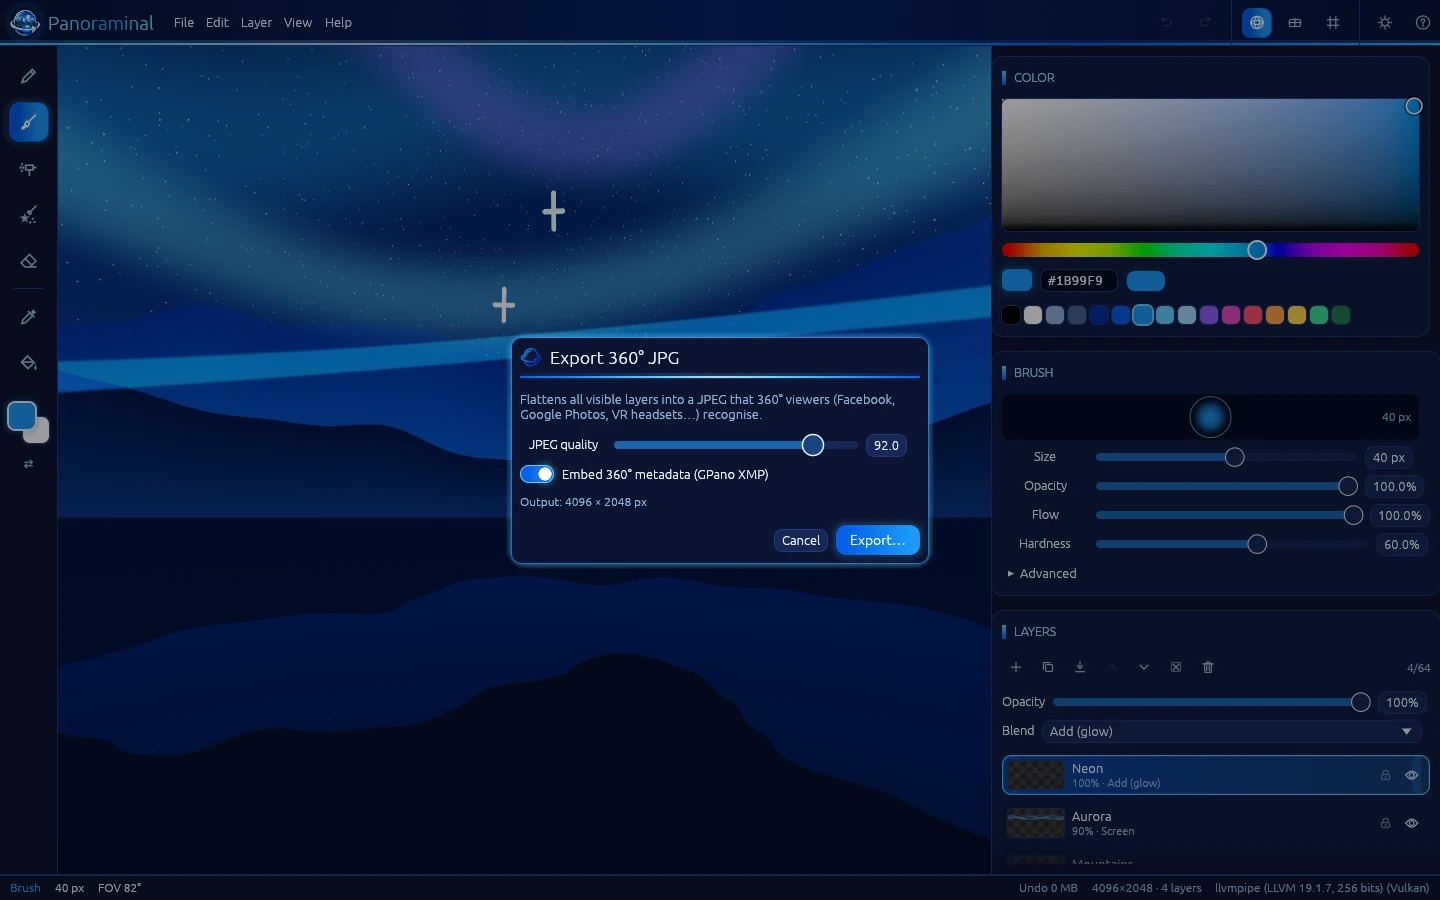 Panoraminal File Edit Layer View Help
COLOR
#1B99F9
BRUSH
40 px
Size 40 px
Opacity 100.0%
Flow 100.0%
Hardness 60.0%
Advanced
LAYERS
4/64
Opacity 100%
Blend Add (glow)
Neon
100% · Add (glow)
Aurora
90% · Screen
Mountains
Export 360° JPG
Flattens all visible layers into a JPEG that 360° viewers (Facebook,
Google Photos, VR headsets...) recognise.
JPEG quality 92.0
Embed 360° metadata (GPano XMP)
Output: 4096 × 2048 px
Cancel Export...
Brush 40 px FOV 82° Undo 0 MB 4096×2048 · 4 layers llvmpipe (LLVM 19.1.7, 256 bits) (Vulkan)